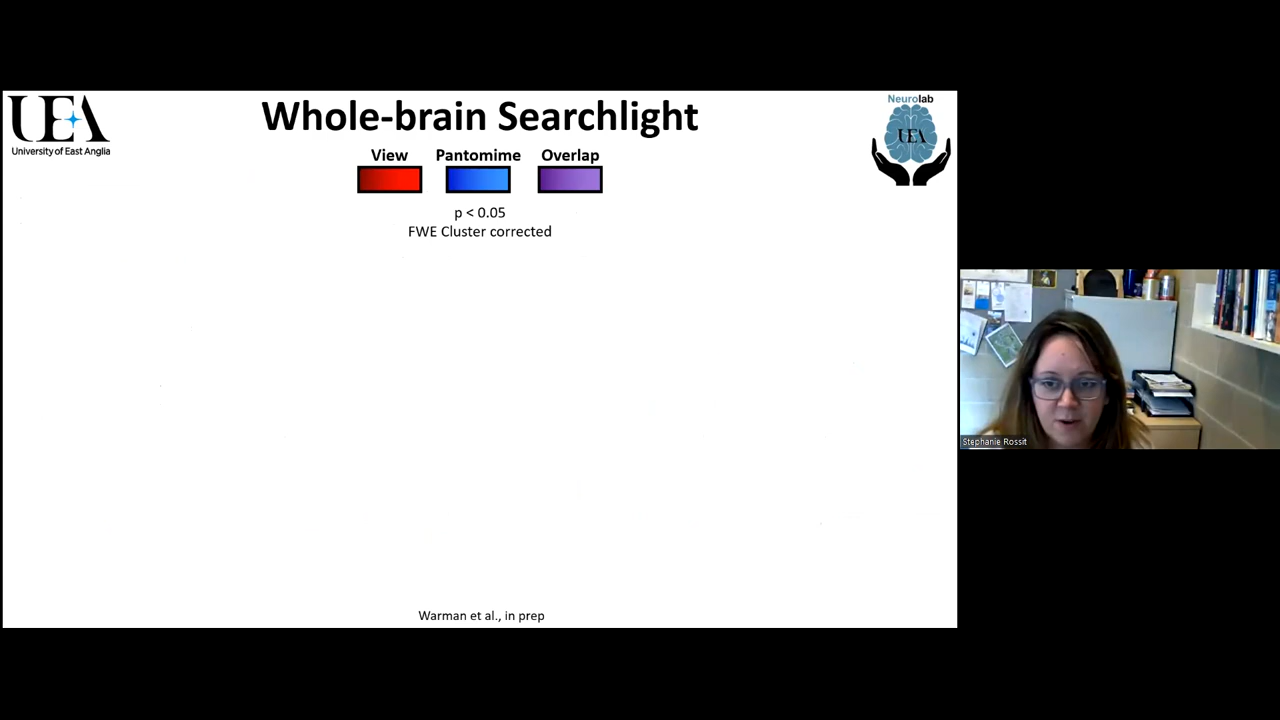 UEA
University of East Anglia
Whole-brain Searchlight
Neurolab
UEA
View Pantomime Overlap
p < 0.05
FWE Cluster corrected
Warman et al., in prep
Stephanie Rossit